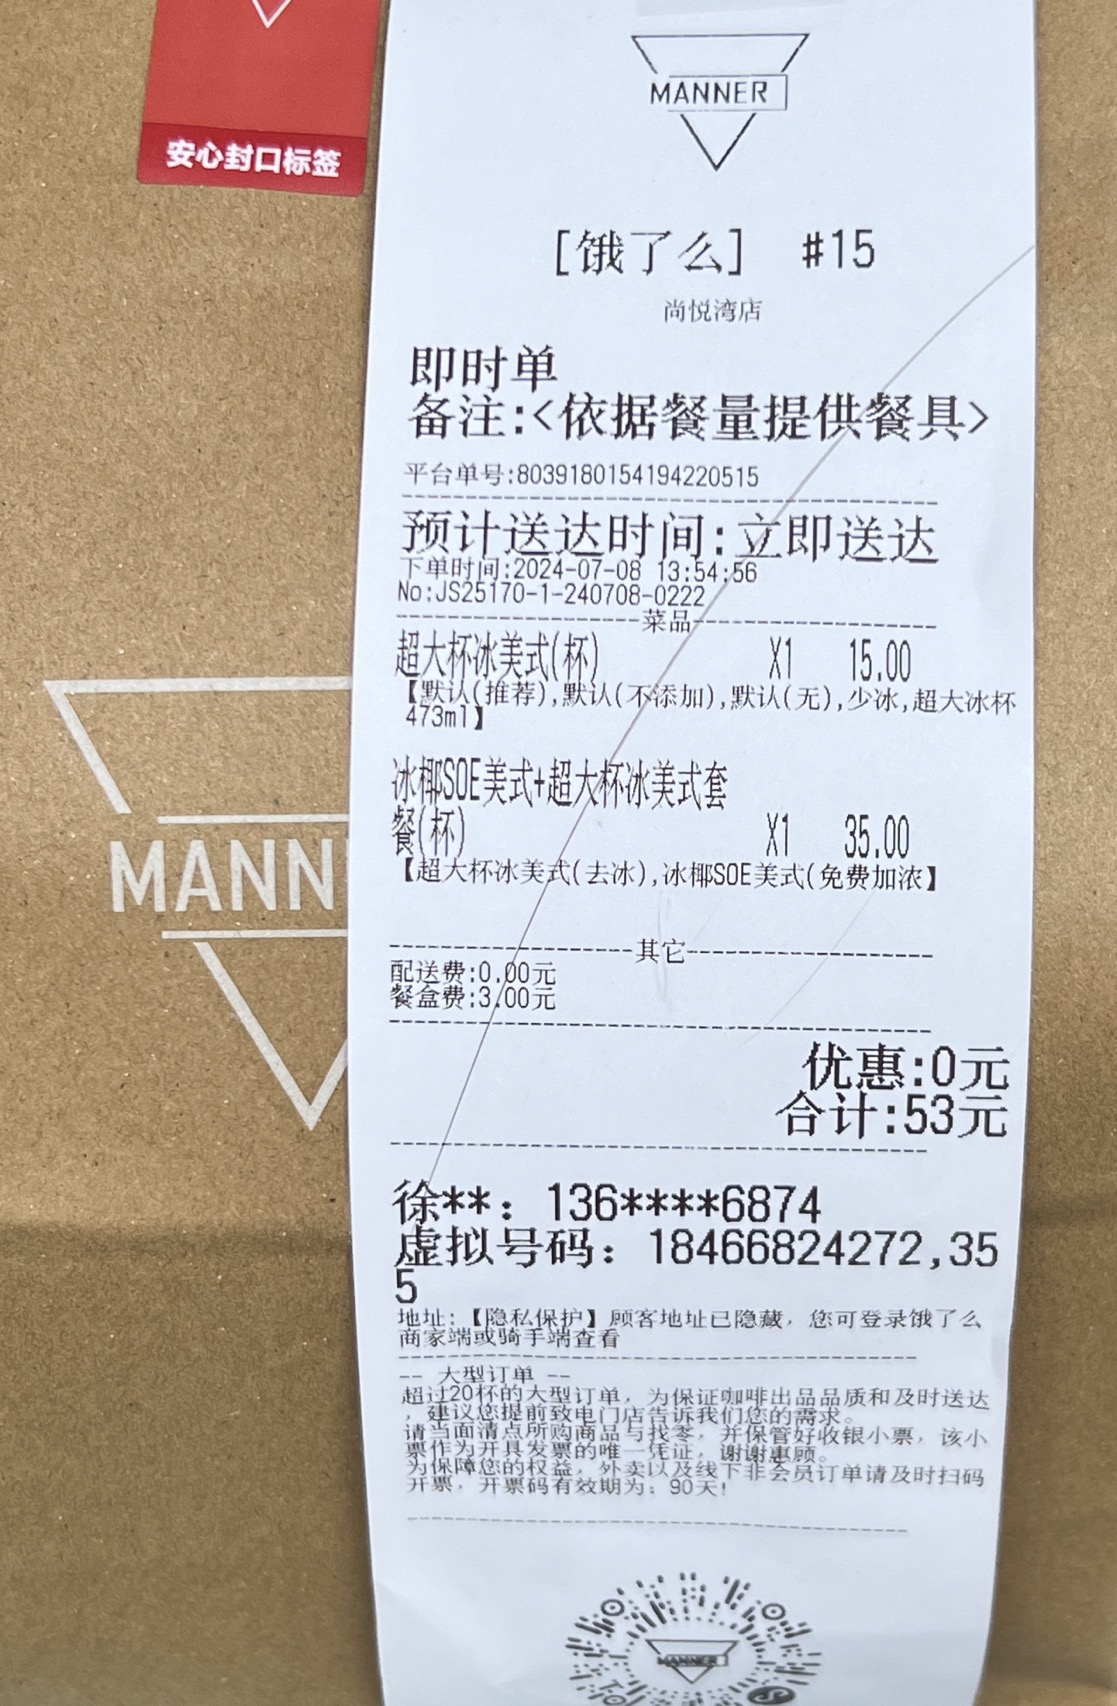 安心封口标签
MANNER
[饿了么] #15
尚悦湾店
即时单
备注:<依据餐量提供餐具>
平台单号:8039180154194220515
预计送达时间:立即送达
下单时间:2024-07-08 13:54:56
No:JS25170-1-240708-0222
菜品
超大杯冰美式(杯) X1 15.00
【默认(推荐),默认(不添加),默认(无),少冰,超大冰杯
473ml】
冰椰SOE美式+超大杯冰美式套
餐(杯) X1 35.00
【超大杯冰美式(去冰),冰椰SOE美式(免费加浓】
其它
配送费:0.00元
餐盒费:3.00元
优惠:0元
合计:53元
徐**: 136****6874
虚拟号码: 18466824272,35
5
地址:【隐私保护】顾客地址已隐藏, 您可登录饿了么
商家端或骑手端查看
-- 大型订单 --
超过20杯的大型订单, 为保证咖啡出品品质和及时送达
, 建议您提前致电门店告诉我们您的需求。
请当面清点所购商品与找零, 并保管好收银小票, 该小
票作为开具发票的唯一凭证, 谢谢惠顾。
为保障您的权益, 外卖以及线下非会员订单请及时扫码
开票, 开票码有效期为: 90天!
MANNER
MANN